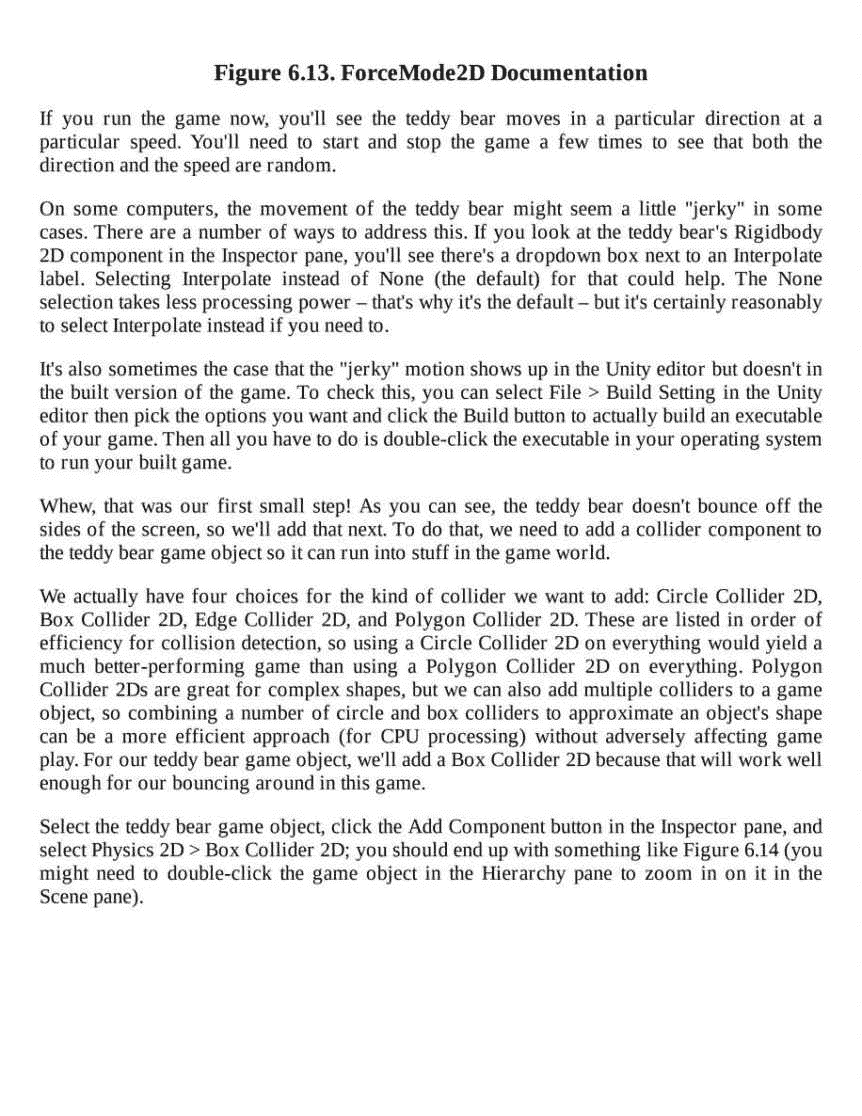 Figure 6.13. ForceMode2D Documentation
If you run the game now, you'll see the teddy bear moves in a particular direction at a
particular speed. You'll need to start and stop the game a few times to see that both the
direction and the speed are random.
On some computers, the movement of the teddy bear might seem a little "jerky" in some
cases. There are a number of ways to address this. If you look at the teddy bear's Rigidbody
2D component in the Inspector pane, you'll see there's a dropdown box next to an Interpolate
label. Selecting Interpolate instead of None (the default) for that could help. The None
selection takes less processing power – that's why it's the default – but it's certainly reasonably
to select Interpolate instead if you need to.
It's also sometimes the case that the "jerky" motion shows up in the Unity editor but doesn't in
the built version of the game. To check this, you can select File > Build Setting in the Unity
editor then pick the options you want and click the Build button to actually build an executable
of your game. Then all you have to do is double-click the executable in your operating system
to run your built game.
Whew, that was our first small step! As you can see, the teddy bear doesn't bounce off the
sides of the screen, so we'll add that next. To do that, we need to add a collider component to
the teddy bear game object so it can run into stuff in the game world.
We actually have four choices for the kind of collider we want to add: Circle Collider 2D,
Box Collider 2D, Edge Collider 2D, and Polygon Collider 2D. These are listed in order of
efficiency for collision detection, so using a Circle Collider 2D on everything would yield a
much better-performing game than using a Polygon Collider 2D on everything. Polygon
Collider 2Ds are great for complex shapes, but we can also add multiple colliders to a game
object, so combining a number of circle and box colliders to approximate an object's shape
can be a more efficient approach (for CPU processing) without adversely affecting game
play. For our teddy bear game object, we'll add a Box Collider 2D because that will work well
enough for our bouncing around in this game.
Select the teddy bear game object, click the Add Component button in the Inspector pane, and
select Physics 2D > Box Collider 2D; you should end up with something like Figure 6.14 (you
might need to double-click the game object in the Hierarchy pane to zoom in on it in the
Scene pane).